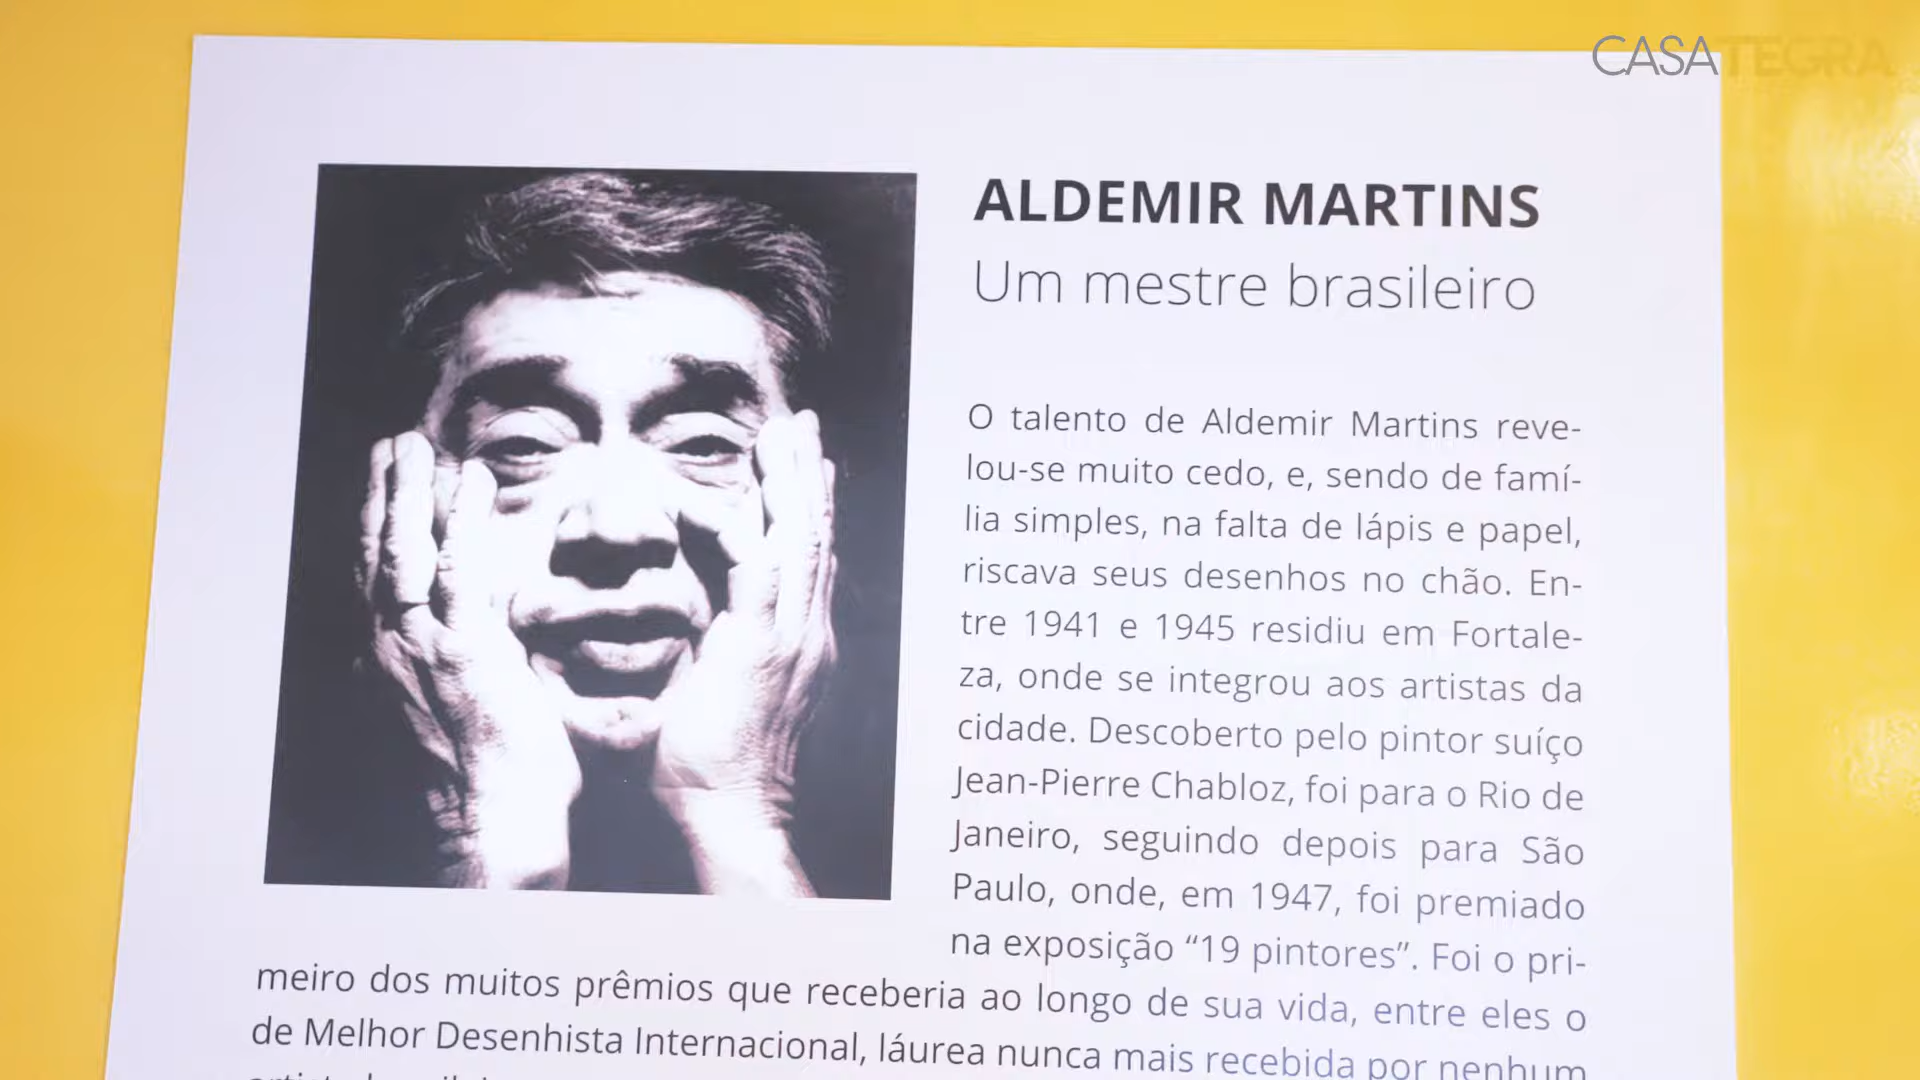 CASATEGRA
ALDEMIR MARTINS
Um mestre brasileiro
O talento de Aldemir Martins reve-
lou-se muito cedo, e, sendo de famí-
lia simples, na falta de lápis e papel,
riscava seus desenhos no chão. En-
tre 1941 e 1945 residiu em Fortale-
za, onde se integrou aos artistas da
cidade. Descoberto pelo pintor suíço
Jean-Pierre Chabloz, foi para o Rio de
Janeiro, seguindo depois para São
Paulo, onde, em 1947, foi premiado
na exposição “19 pintores”. Foi o pri-
meiro dos muitos prêmios que receberia ao longo de sua vida, entre eles o
de Melhor Desenhista Internacional, láurea nunca mais recebida por nenhum